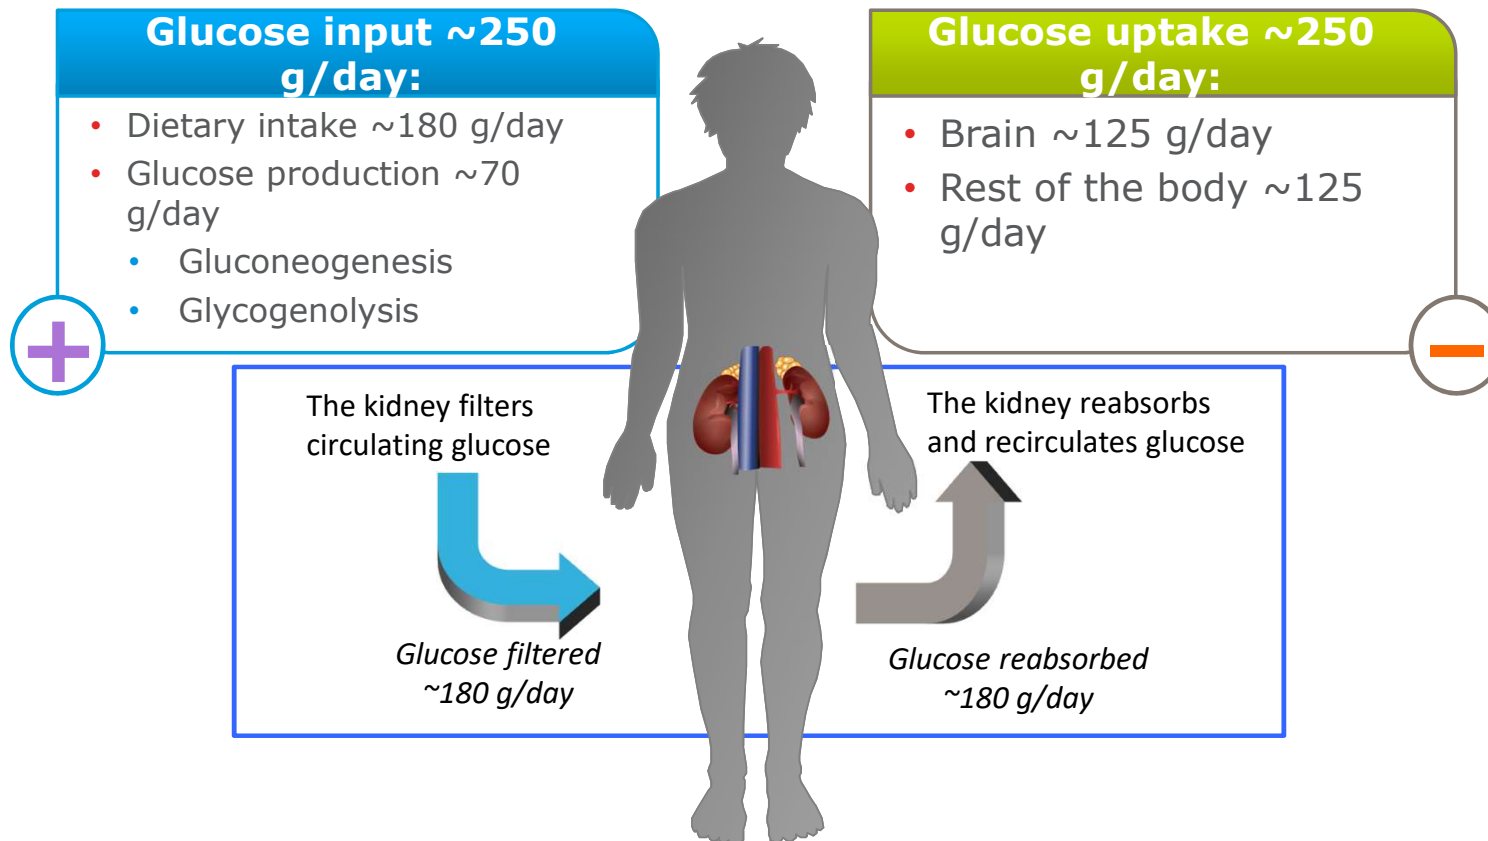 Glucose input ~250
g/day:
• Dietary intake ~180 g/day
• Glucose production ~70
g/day
• Gluconeogenesis
• Glycogenolysis
+
Glucose uptake ~250
g/day:
• Brain ~125 g/day
• Rest of the body ~125
g/day
−
The kidney filters
circulating glucose
Glucose filtered
~180 g/day
The kidney reabsorbs
and recirculates glucose
Glucose reabsorbed
~180 g/day